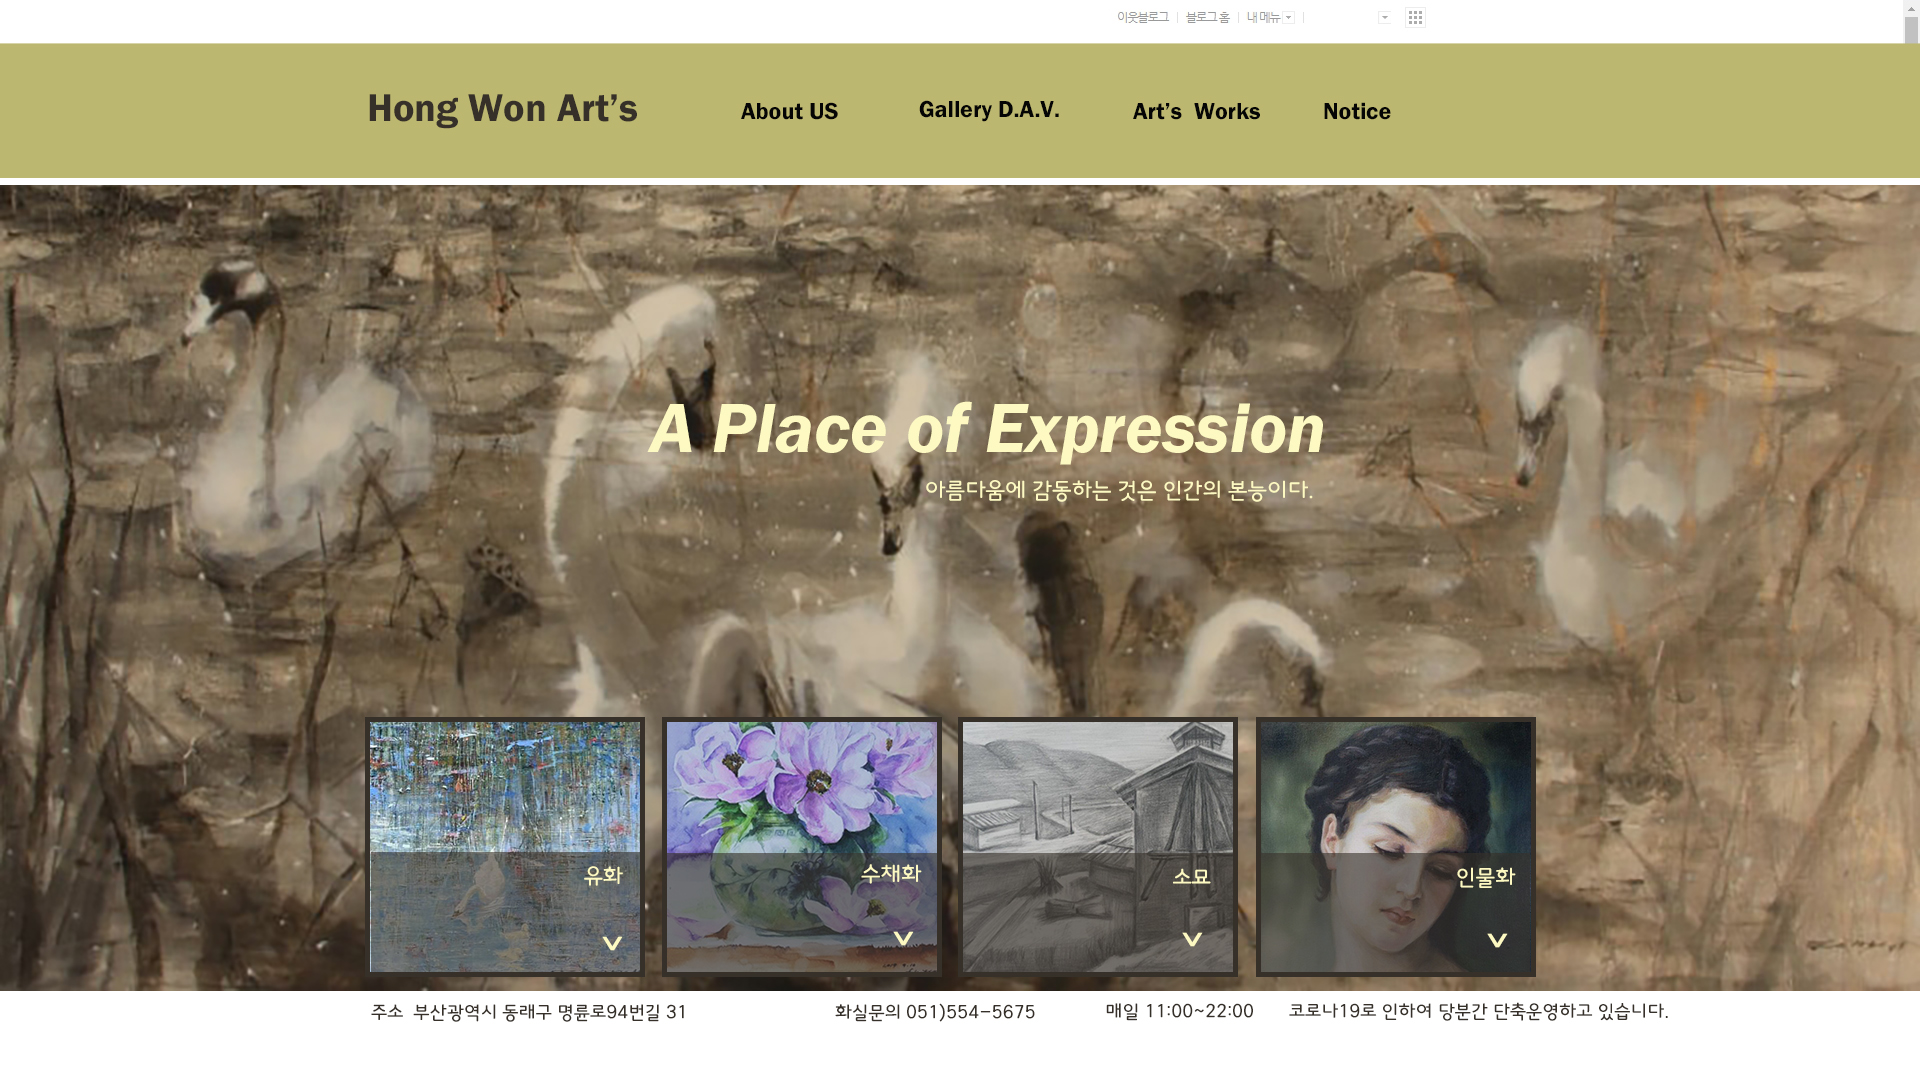 이웃블로그 블로그 홈 내 메뉴
Hong Won Art's
About US
Gallery D.A.V.
Art's Works
Notice
A Place of Expression
아름다움에 감동하는 것은 인간의 본능이다.
유화
수채화
소묘
인물화
주소 부산광역시 동래구 명륜로94번길 31
화실문의 051)554-5675
매일 11:00~22:00
코로나19로 인하여 당분간 단축운영하고 있습니다.